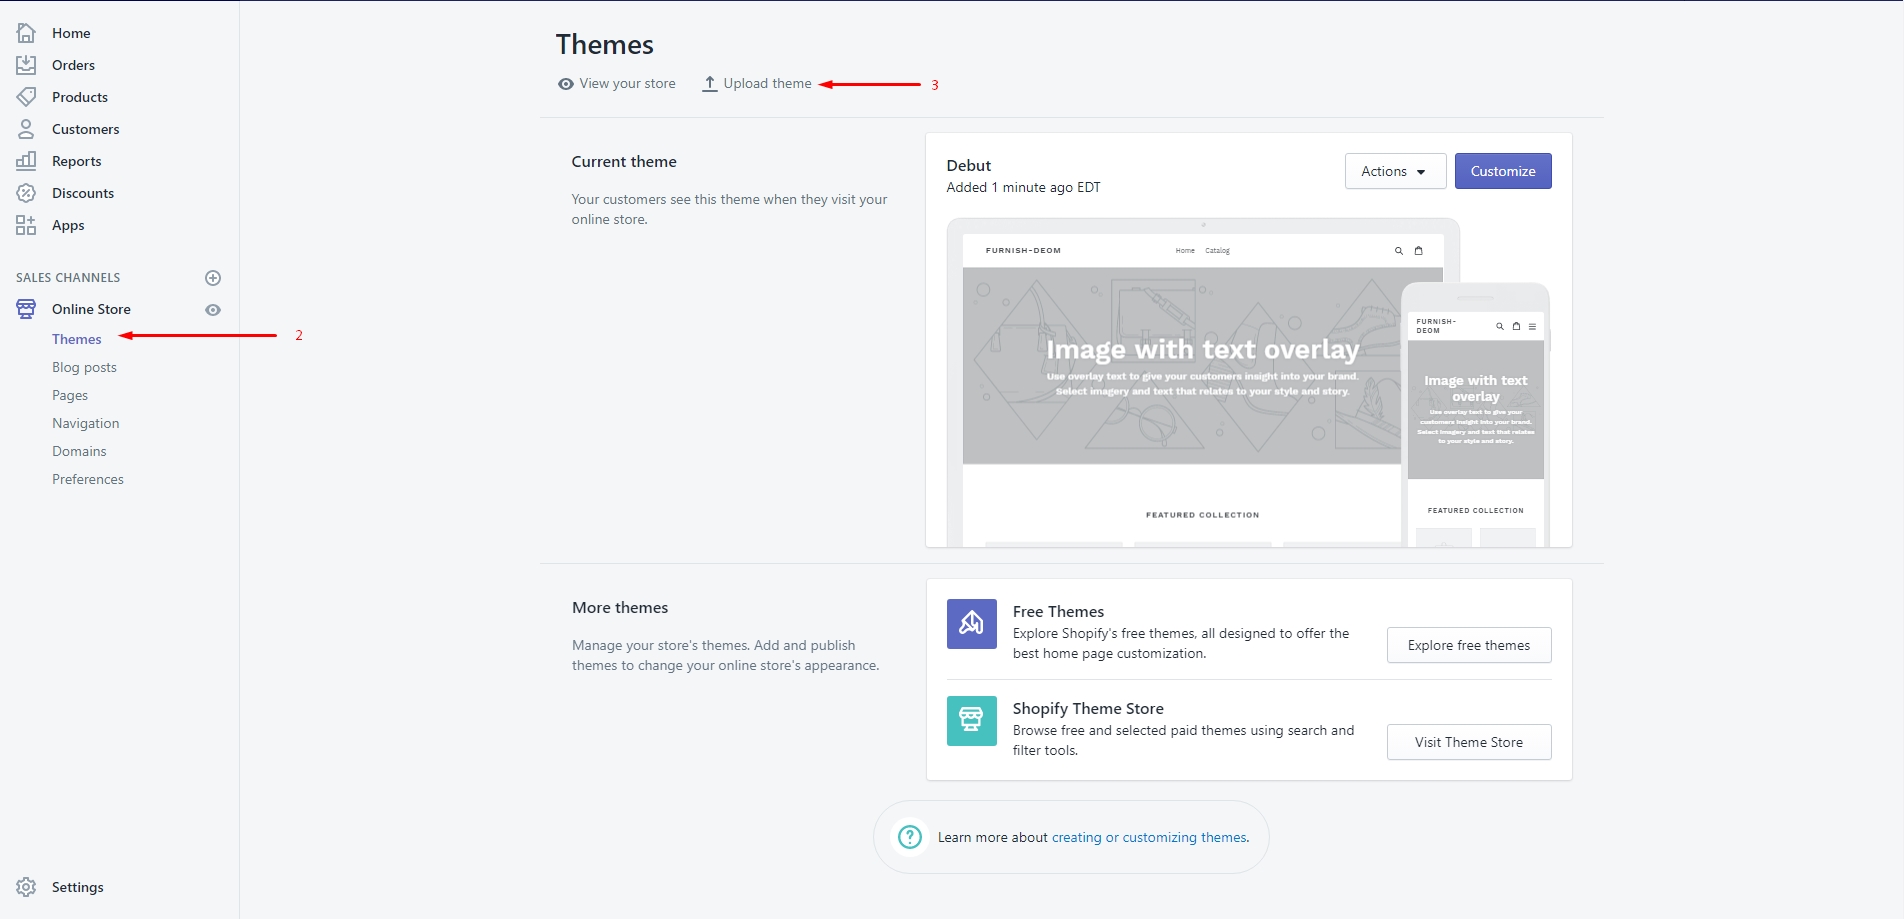 Home
Orders
Products
Customers
Reports
Discounts
Apps
SALES CHANNELS
Online Store
Themes
2
Blog posts
Pages
Navigation
Domains
Preferences
Settings
Themes
View your store
Upload theme
3
Current theme
Your customers see this theme when they visit your
online store.
Debut
Added 1 minute ago EDT
Actions
Customize
FURNISH-DEOM
Home
Catalog
Image with text overlay
Use overlay text to give your customers insight into your brand.
Select imagery and text that relates to your style and story.
FEATURED COLLECTION
FURNISH-
DEOM
Image with text
overlay
Use overlay text to give your
customers insight into your brand.
Select imagery and text that relates
to your style and story.
FEATURED COLLECTION
More themes
Manage your store's themes. Add and publish
themes to change your online store's appearance.
Free Themes
Explore Shopify's free themes, all designed to offer the
best home page customization.
Explore free themes
Shopify Theme Store
Browse free and selected paid themes using search and
filter tools.
Visit Theme Store
Learn more about creating or customizing themes.